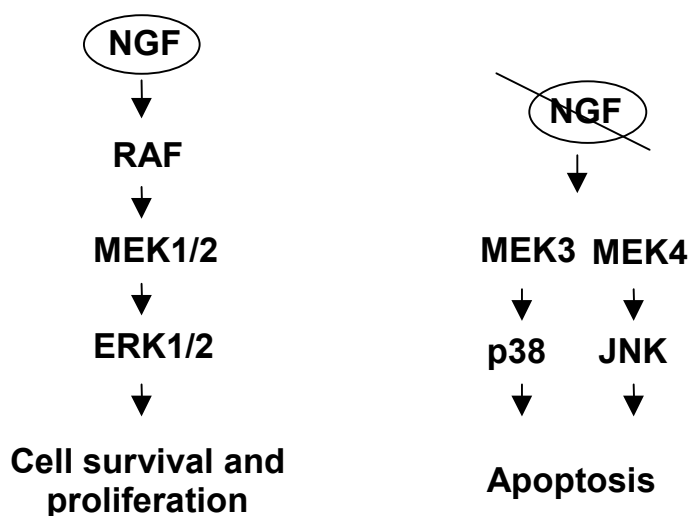 NGF
RAF
MEK1/2
ERK1/2
Cell survival and
proliferation
NGF
MEK3 MEK4
p38 JNK
Apoptosis